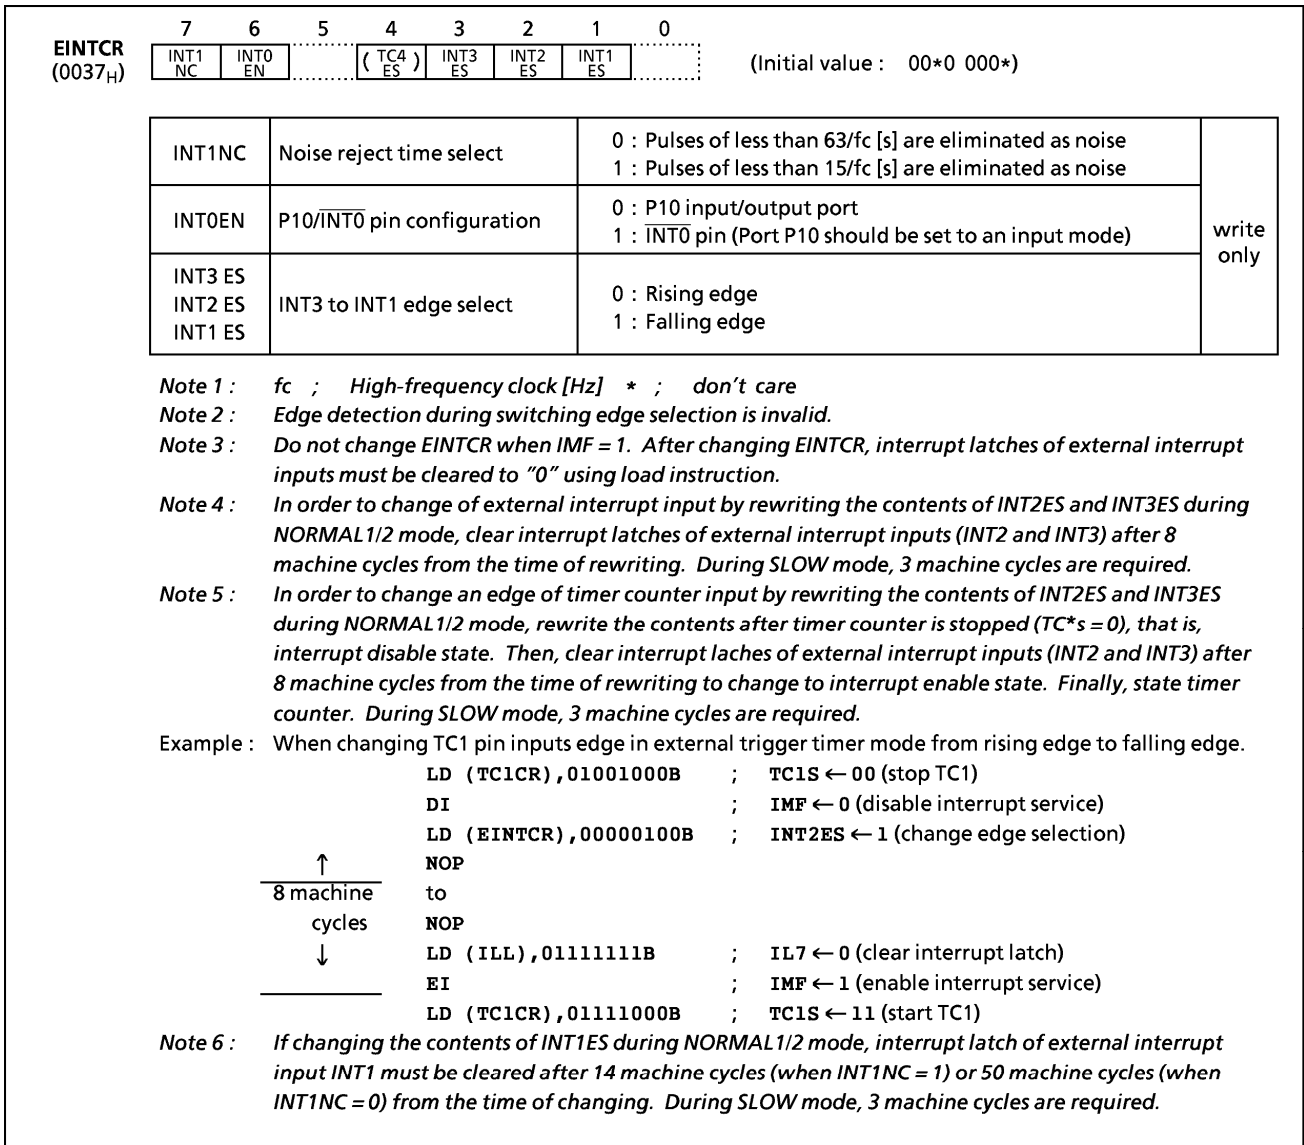 7 6 5 4 3 2 1 0
EINTCR (0037H)
INT1 NC
INT0 EN
(TC4 ES)
INT3 ES
INT2 ES
INT1 ES
(Initial value : 00*0 000*)
INT1NC
Noise reject time select
0 : Pulses of less than 63/fc [s] are eliminated as noise
1 : Pulses of less than 15/fc [s] are eliminated as noise
INT0EN
P10/INT0 pin configuration
0 : P10 input/output port
1 : INT0 pin (Port P10 should be set to an input mode)
write
only
INT3 ES
INT2 ES
INT1 ES
INT3 to INT1 edge select
0 : Rising edge
1 : Falling edge
Note 1 : fc ; High-frequency clock [Hz] * ; don't care
Note 2 : Edge detection during switching edge selection is invalid.
Note 3 : Do not change EINTCR when IMF = 1. After changing EINTCR, interrupt latches of external interrupt
inputs must be cleared to "0" using load instruction.
Note 4 : In order to change of external interrupt input by rewriting the contents of INT2ES and INT3ES during
NORMAL1/2 mode, clear interrupt latches of external interrupt inputs (INT2 and INT3) after 8
machine cycles from the time of rewriting. During SLOW mode, 3 machine cycles are required.
Note 5 : In order to change an edge of timer counter input by rewriting the contents of INT2ES and INT3ES
during NORMAL1/2 mode, rewrite the contents after timer counter is stopped (TC*s = 0), that is,
interrupt disable state. Then, clear interrupt laches of external interrupt inputs (INT2 and INT3) after
8 machine cycles from the time of rewriting to change to interrupt enable state. Finally, state timer
counter. During SLOW mode, 3 machine cycles are required.
Example : When changing TC1 pin inputs edge in external trigger timer mode from rising edge to falling edge.
LD (TC1CR),01001000B ; TC1S ← 00 (stop TC1)
DI ; IMF ← 0 (disable interrupt service)
LD (EINTCR),00000100B ; INT2ES ← 1 (change edge selection)
↑ NOP
8 machine to
cycles NOP
↓ LD (ILL),01111111B ; IL7 ← 0 (clear interrupt latch)
EI ; IMF ← 1 (enable interrupt service)
LD (TC1CR),01111000B ; TC1S ← 11 (start TC1)
Note 6 : If changing the contents of INT1ES during NORMAL1/2 mode, interrupt latch of external interrupt
input INT1 must be cleared after 14 machine cycles (when INT1NC = 1) or 50 machine cycles (when
INT1NC = 0) from the time of changing. During SLOW mode, 3 machine cycles are required.